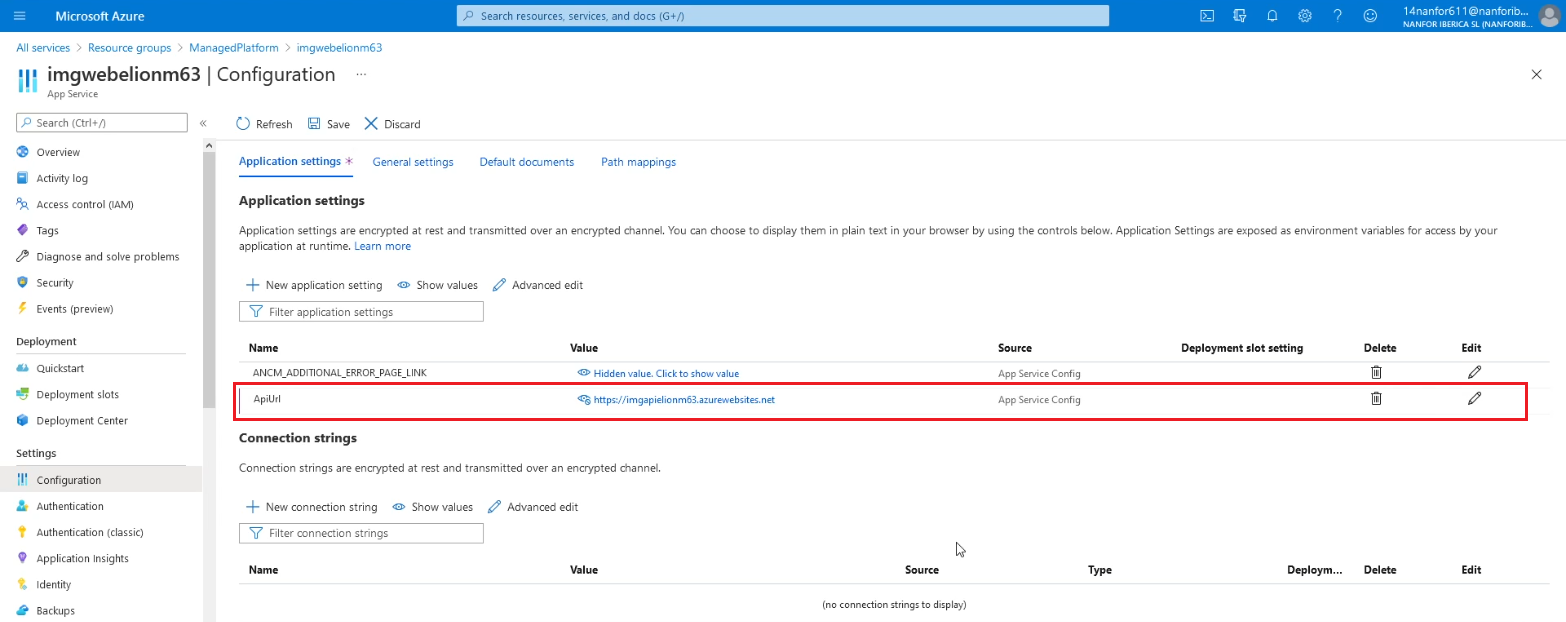 Microsoft Azure
Search resources, services, and docs (G+/)
14nanfor611@nanforib...
NANFOR IBERICA SL (NANFORIB...
All services > Resource groups > ManagedPlatform > imgwebelionm63
imgwebelionm63 | Configuration ...
App Service
Search (Ctrl+/)
«
Refresh Save Discard
Overview
Activity log
Access control (IAM)
Tags
Diagnose and solve problems
Security
Events (preview)
Deployment
Quickstart
Deployment slots
Deployment Center
Settings
Configuration
Authentication
Authentication (classic)
Application Insights
Identity
Backups
Application settings * General settings Default documents Path mappings
Application settings
Application settings are encrypted at rest and transmitted over an encrypted channel. You can choose to display them in plain text in your browser by using the controls below. Application Settings are exposed as environment variables for access by your
application at runtime. Learn more
New application setting Show values Advanced edit
Filter application settings
Name Value Source Deployment slot setting Delete Edit
ANCM_ADDITIONAL_ERROR_PAGE_LINK Hidden value. Click to show value App Service Config
ApiUrl https://imgapielionm63.azurewebsites.net App Service Config
Connection strings
Connection strings are encrypted at rest and transmitted over an encrypted channel.
New connection string Show values Advanced edit
Filter connection strings
Name Value Source Type Deploym... Delete Edit
(no connection strings to display)